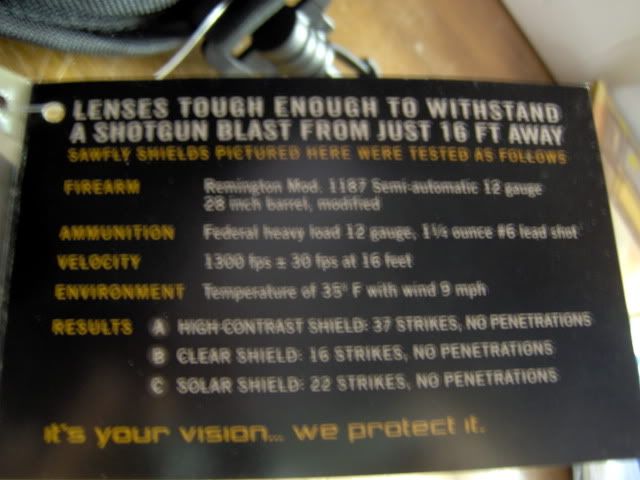 LENSES TOUGH ENOUGH TO WITHSTAND
A SHOTGUN BLAST FROM JUST 16 FT AWAY
SAWFLY SHIELDS PICTURED HERE WERE TESTED AS FOLLOWS
FIREARM Remington Mod. 1187 Semi-automatic 12 gauge
28 inch barrel, modified
AMMUNITION Federal heavy load 12 gauge, 1¼ ounce #6 lead shot
VELOCITY 1300 fps ± 30 fps at 16 feet
ENVIRONMENT Temperature of 35° F with wind 9 mph
RESULTS A HIGH CONTRAST SHIELD: 37 STRIKES, NO PENETRATIONS
B CLEAR SHIELD: 16 STRIKES, NO PENETRATIONS
C SOLAR SHIELD: 22 STRIKES, NO PENETRATIONS
it's your vision... we protect it.